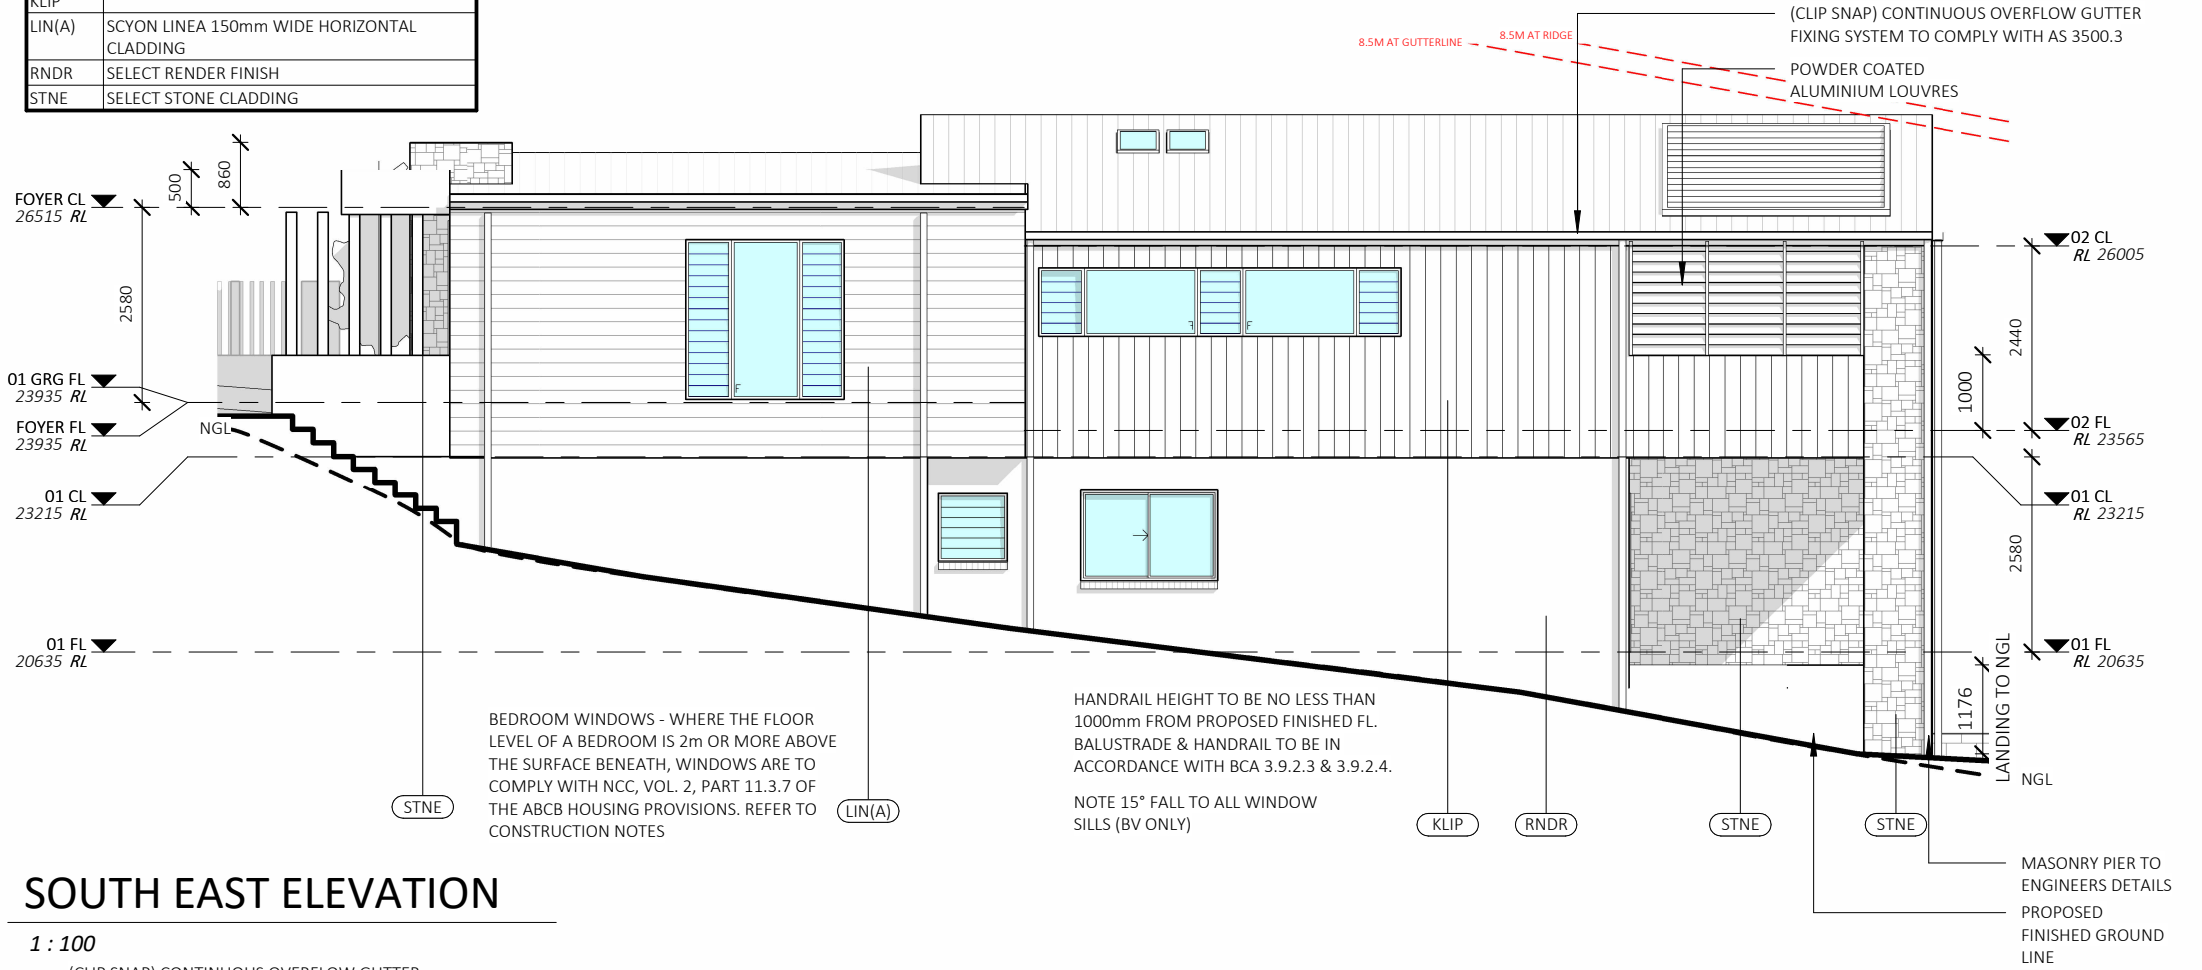 KLIP
LIN(A) SCYON LINEA 150mm WIDE HORIZONTAL
CLADDING
RNDR SELECT RENDER FINISH
STNE SELECT STONE CLADDING
(CLIP SNAP) CONTINUOUS OVERFLOW GUTTER
FIXING SYSTEM TO COMPLY WITH AS 3500.3
8.5M AT GUTTERLINE
8.5M AT RIDGE
POWDER COATED
ALUMINIUM LOUVRES
500
860
FOYER CL
26515 RL
2580
01 GRG FL
23935 RL
FOYER FL
23935 RL
NGL
01 CL
23215 RL
01 FL
20635 RL
F
F
F
02 CL
RL 26005
2440
1000
02 FL
RL 23565
01 CL
RL 23215
2580
01 FL
RL 20635
1176
LANDING TO NGL
NGL
BEDROOM WINDOWS - WHERE THE FLOOR
LEVEL OF A BEDROOM IS 2m OR MORE ABOVE
THE SURFACE BENEATH, WINDOWS ARE TO
COMPLY WITH NCC, VOL. 2, PART 11.3.7 OF
THE ABCB HOUSING PROVISIONS. REFER TO
CONSTRUCTION NOTES
HANDRAIL HEIGHT TO BE NO LESS THAN
1000mm FROM PROPOSED FINISHED FL.
BALUSTRADE & HANDRAIL TO BE IN
ACCORDANCE WITH BCA 3.9.2.3 & 3.9.2.4.
NOTE 15° FALL TO ALL WINDOW
SILLS (BV ONLY)
STNE
LIN(A)
KLIP
RNDR
STNE
STNE
MASONRY PIER TO
ENGINEERS DETAILS
PROPOSED
FINISHED GROUND
LINE
SOUTH EAST ELEVATION
1 : 100
(CLIP SNAP) CONTINUOUS OVERFLOW GUTTER